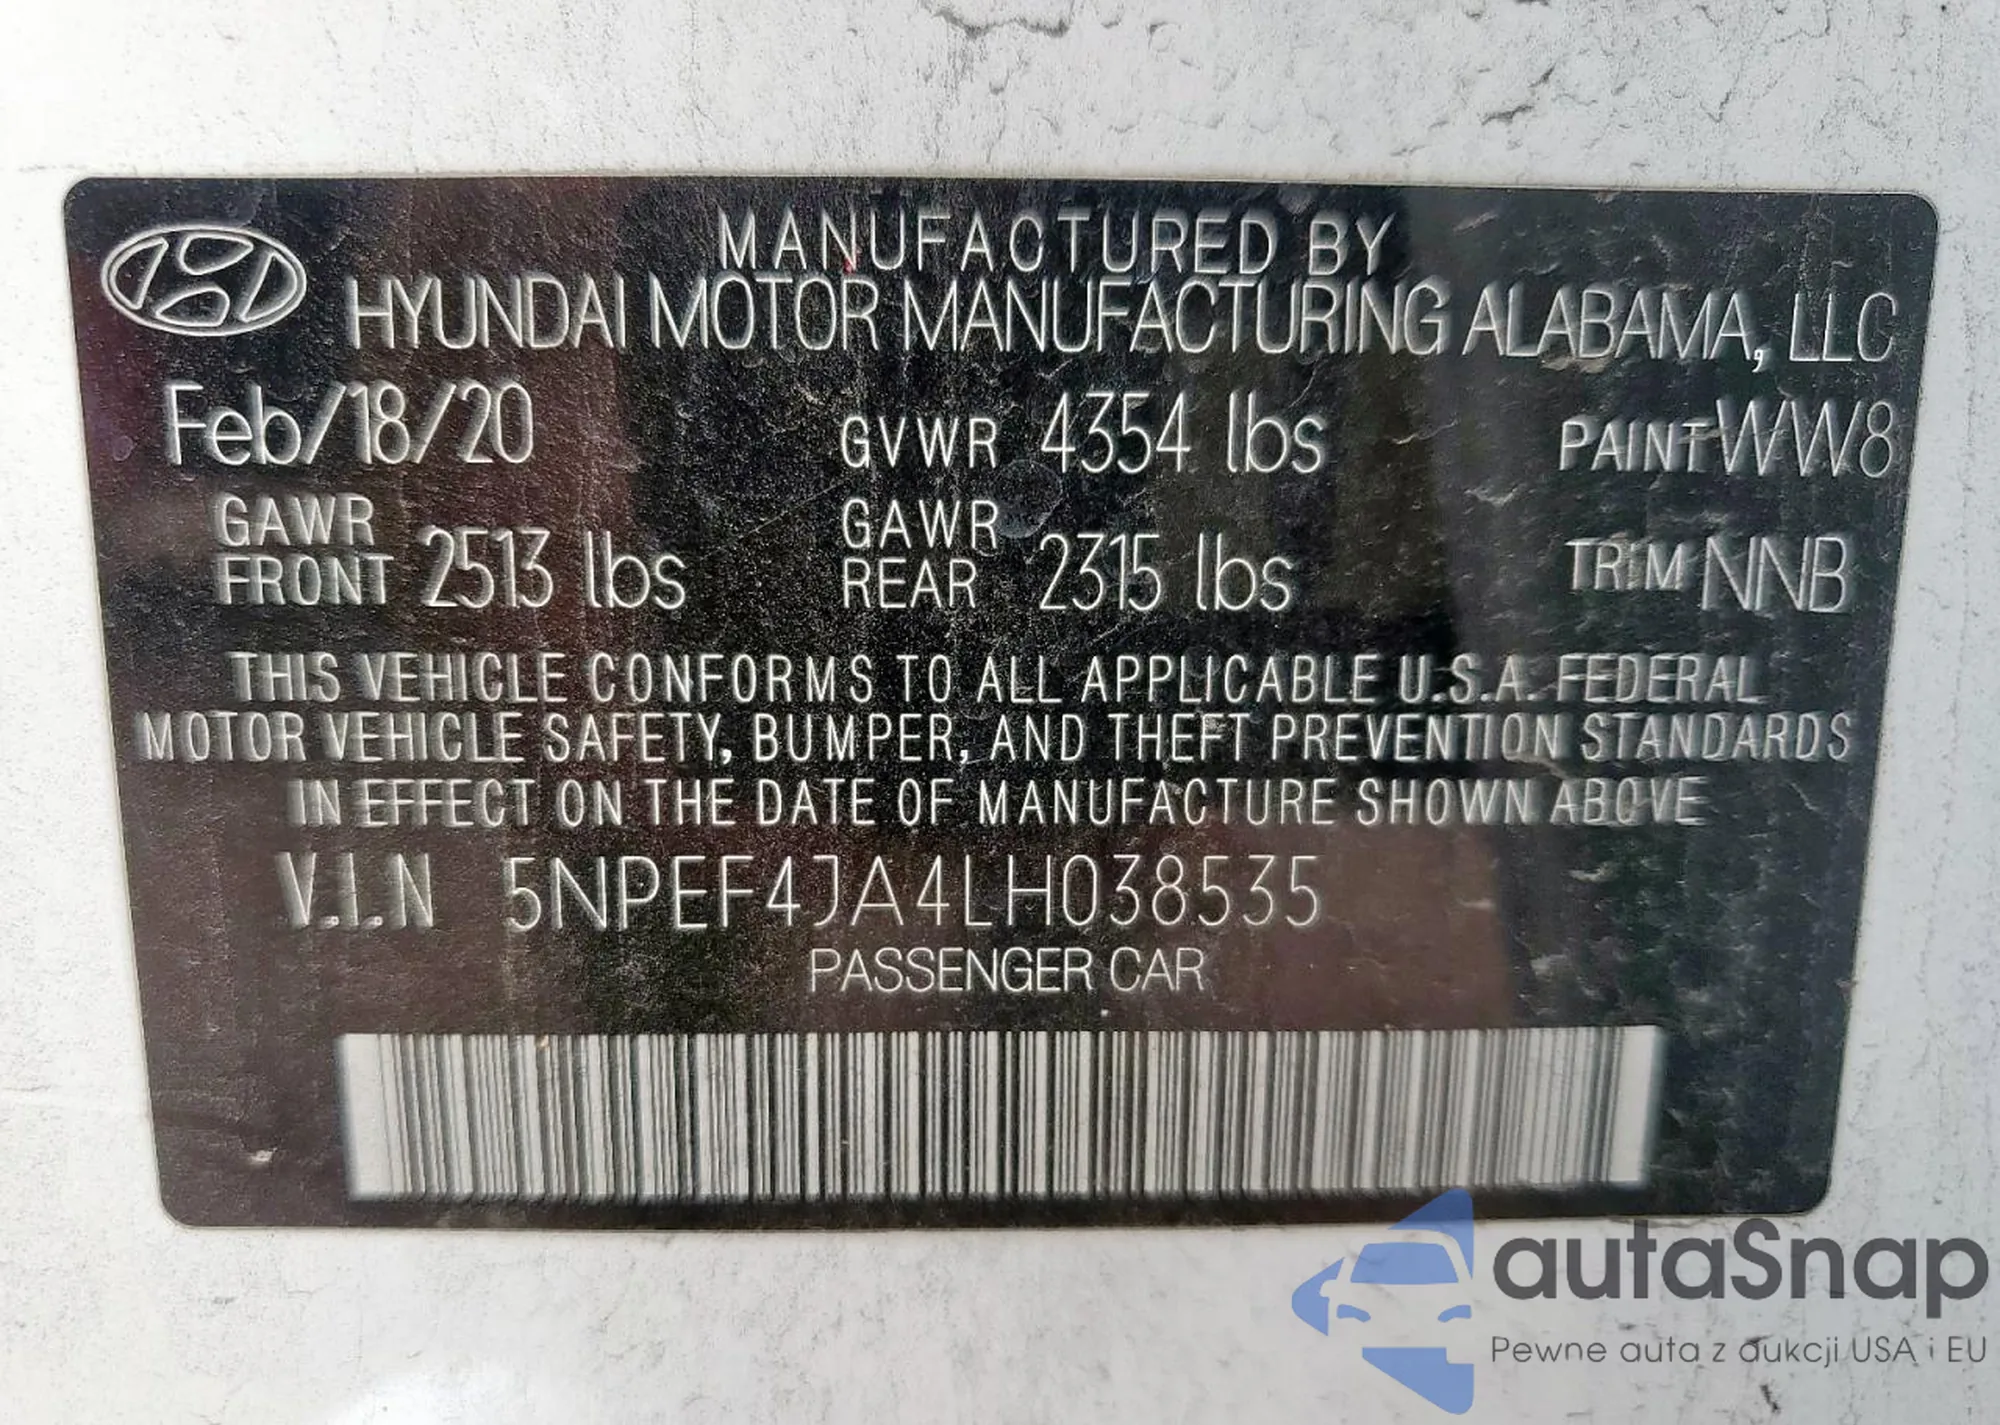 MANUFACTURED BY
HYUNDAI MOTOR MANUFACTURING ALABAMA, LLC
Feb/18/20 GVWR 4354 lbs PAINT WW8
GAWR FRONT 2513 lbs GAWR REAR 2315 lbs TRIM NNB
THIS VEHICLE CONFORMS TO ALL APPLICABLE U.S.A. FEDERAL
MOTOR VEHICLE SAFETY, BUMPER, AND THEFT PREVENTION STANDARDS
IN EFFECT ON THE DATE OF MANUFACTURE SHOWN ABOVE
V.I.N 5NPEF4JA4LH038535
PASSENGER CAR
autaSnap
Pewne auta z aukcji USA i EU